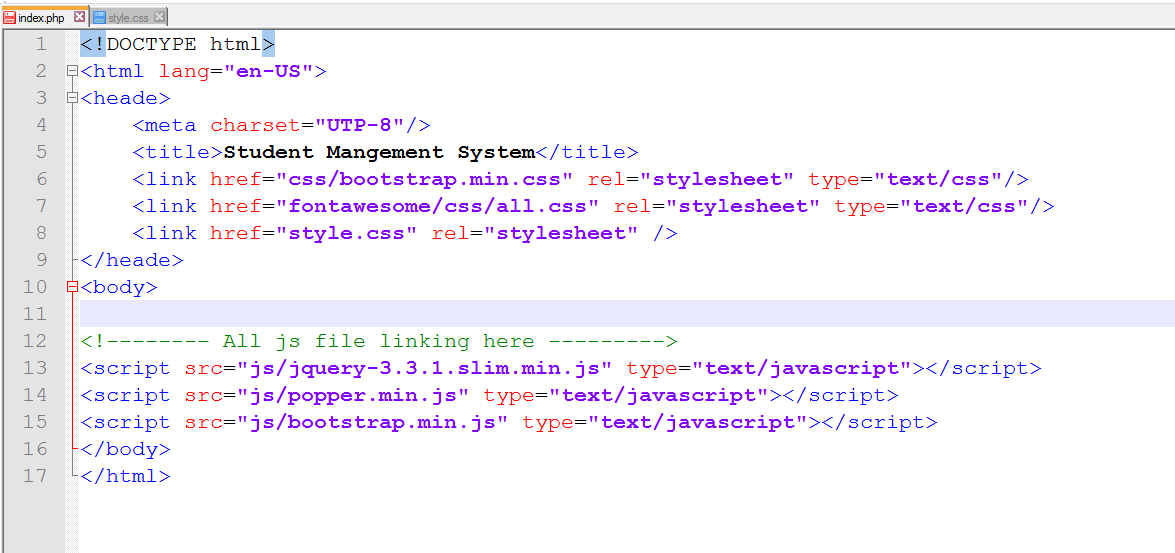 index.php style.css
1 <!DOCTYPE html>
2 <html lang="en-US">
3 <heade>
4 <meta charset="UTP-8"/>
5 <title>Student Mangement System</title>
6 <link href="css/bootstrap.min.css" rel="stylesheet" type="text/css"/>
7 <link href="fontawesome/css/all.css" rel="stylesheet" type="text/css"/>
8 <link href="style.css" rel="stylesheet" />
9 </heade>
10 <body>
11
12 <!-------- All js file linking here --------->
13 <script src="js/jquery-3.3.1.slim.min.js" type="text/javascript"></script>
14 <script src="js/popper.min.js" type="text/javascript"></script>
15 <script src="js/bootstrap.min.js" type="text/javascript"></script>
16 </body>
17 </html>